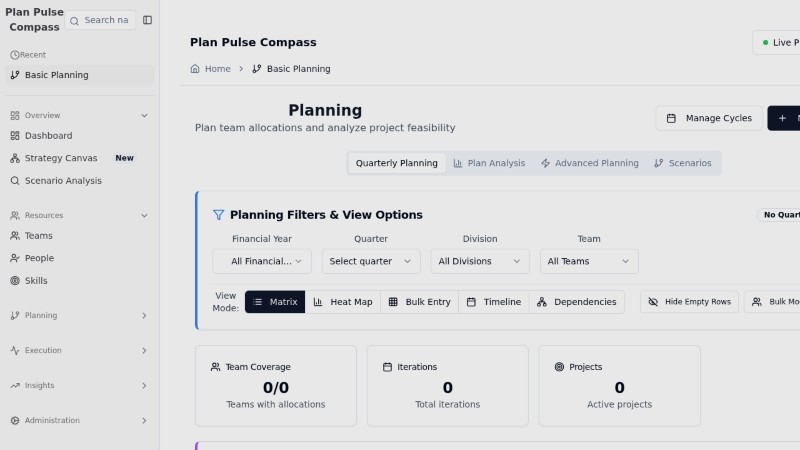 Plan Pulse
Compass
Search na
Recent
Basic Planning
Overview
Dashboard
Strategy Canvas New
Scenario Analysis
Resources
Teams
People
Skills
Planning
Execution
Insights
Administration
Plan Pulse Compass
Live P
Home > Basic Planning
Planning
Plan team allocations and analyze project feasibility
Manage Cycles
+ N
Quarterly Planning Plan Analysis Advanced Planning Scenarios
Planning Filters & View Options
No Quart
Financial Year Quarter Division Team
All Financial... Select quarter All Divisions All Teams
View
Mode:
Matrix Heat Map Bulk Entry Timeline Dependencies Hide Empty Rows Bulk Mo
Team Coverage
0/0
Teams with allocations
Iterations
0
Total iterations
Projects
0
Active projects